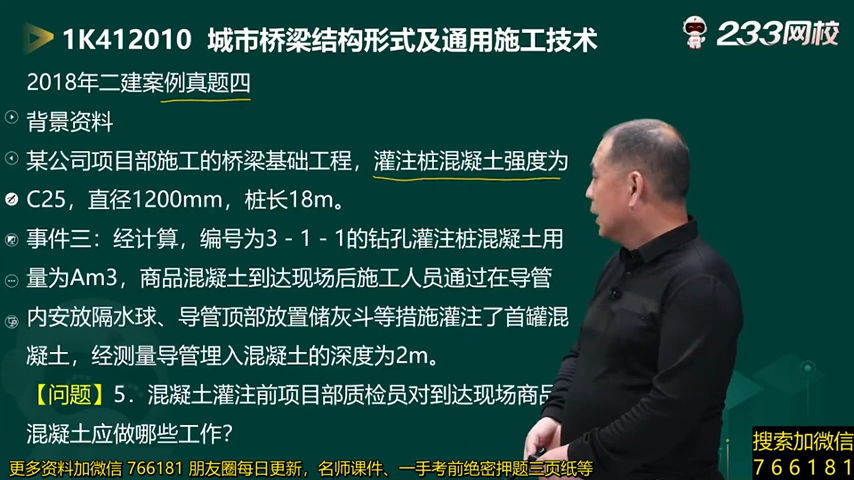 1K412010 城市桥梁结构形式及通用施工技术
233网校
2018年二建案例真题四
背景资料
某公司项目部施工的桥梁基础工程，灌注桩混凝土强度为
C25，直径1200mm，桩长18m。
事件三：经计算，编号为3-1-1的钻孔灌注桩混凝土用
量为Am3，商品混凝土到达现场后施工人员通过在导管
内安放隔水球、导管顶部放置储灰斗等措施灌注了首罐混
凝土，经测量导管埋入混凝土的深度为2m。
【问题】5．混凝土灌注前项目部质检员对到达现场商品
混凝土应做哪些工作？
搜索加微信
766181
更多资料加微信 766181 朋友圈每日更新，名师课件、一手考前绝密押题三页纸等